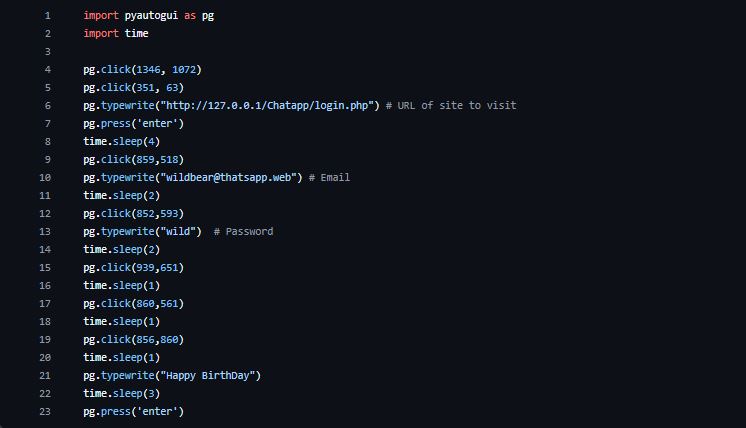 1 import pyautogui as pg
2 import time
3
4 pg.click(1346, 1072)
5 pg.click(351, 63)
6 pg.typewrite("http://127.0.0.1/Chatapp/login.php") # URL of site to visit
7 pg.press('enter')
8 time.sleep(4)
9 pg.click(859,518)
10 pg.typewrite("wildbear@thatsapp.web") # Email
11 time.sleep(2)
12 pg.click(852,593)
13 pg.typewrite("wild")  # Password
14 time.sleep(2)
15 pg.click(939,651)
16 time.sleep(1)
17 pg.click(860,561)
18 time.sleep(1)
19 pg.click(856,860)
20 time.sleep(1)
21 pg.typewrite("Happy BirthDay")
22 time.sleep(3)
23 pg.press('enter')